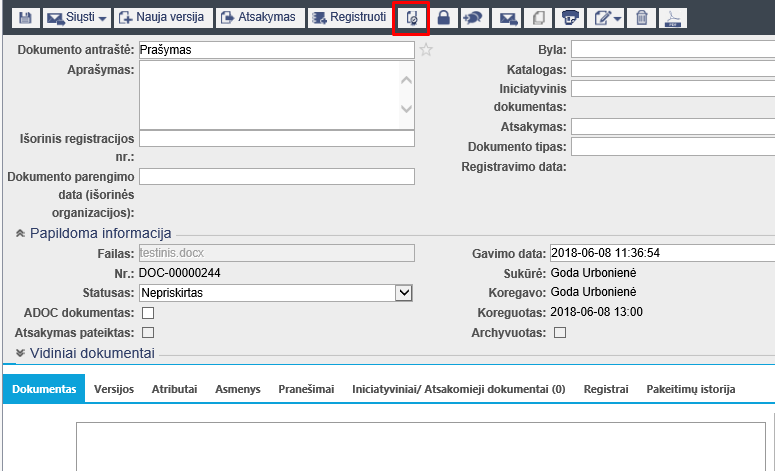 Siųsti Nauja versija Atsakymas Registruoti PDF
Dokumento antraštė: Prašymas
Aprašymas:
Išorinis registracijos
nr.:
Dokumento parengimo
data (išorinės
organizacijos):
Byla:
Katalogas:
Iniciatyvinis
dokumentas:
Atsakymas:
Dokumento tipas:
Registravimo data:
Papildoma informacija
Failas: testinis.docx
Nr.: DOC-00000244
Statusas: Nepriskirtas
ADOC dokumentas:
Atsakymas pateiktas:
Gavimo data: 2018-06-08 11:36:54
Sukūrė: Goda Urbonienė
Koregavo: Goda Urbonienė
Koreguotas: 2018-06-08 13:00
Archyvuotas:
Vidiniai dokumentai
Dokumentas Versijos Atributai Asmenys Pranešimai Iniciatyviniai/ Atsakomieji dokumentai (0) Registrai Pakeitimų istorija